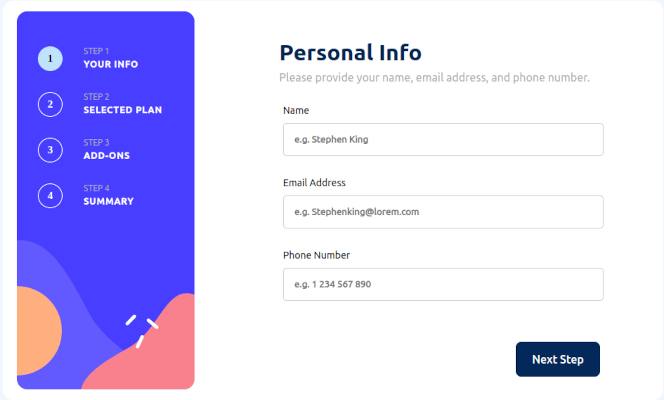 1
STEP 1
YOUR INFO
2
STEP 2
SELECTED PLAN
3
STEP 3
ADD-ONS
4
STEP 4
SUMMARY
Personal Info
Please provide your name, email address, and phone number.
Name
e.g. Stephen King
Email Address
e.g. Stephenking@lorem.com
Phone Number
e.g. 1 234 567 890
Next Step